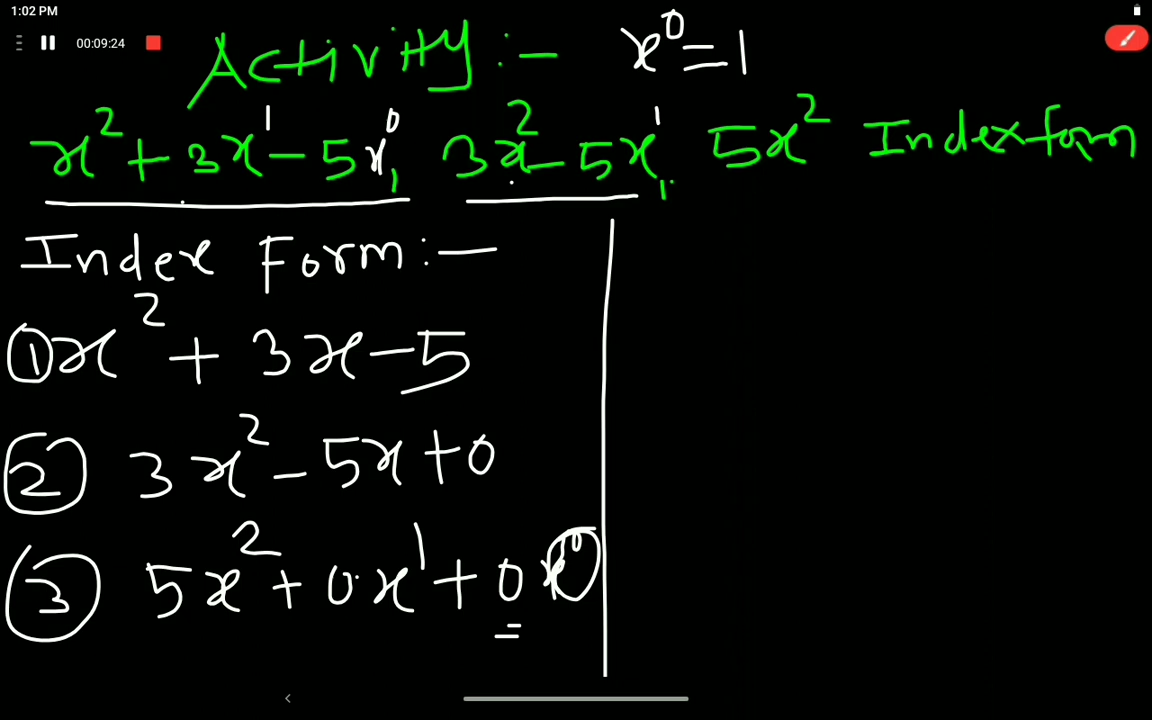 1:02 PM
00:09:24
Activity :- x⁰ = 1
x² + 3x¹ - 5x⁰, 3x² - 5x¹, 5x² Index form
Index Form :-
① x² + 3x - 5
② 3x² - 5x + 0
③ 5x² + 0x¹ + 0x⁰